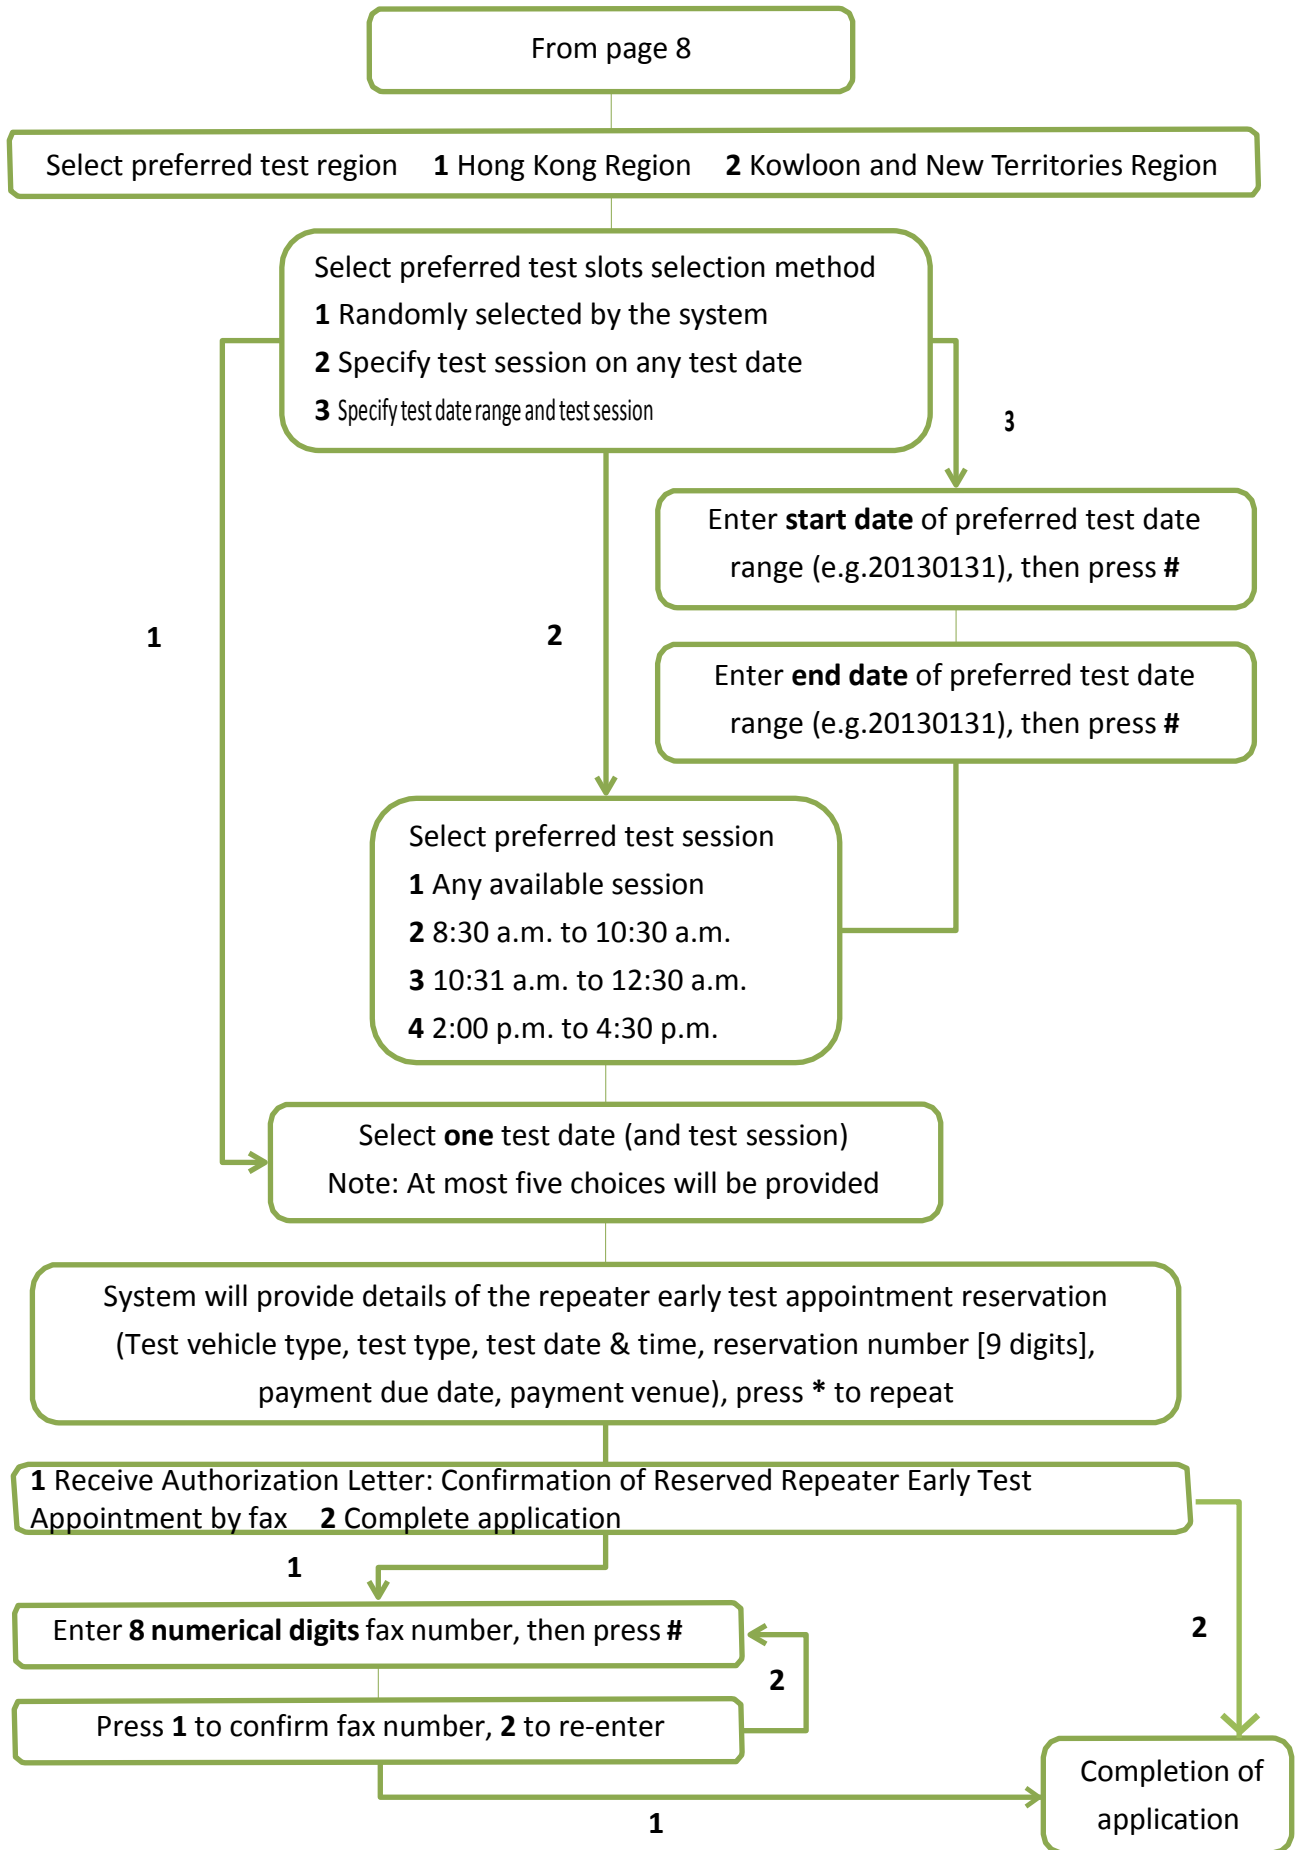 From page 8
Select preferred test region 1 Hong Kong Region 2 Kowloon and New Territories Region
Select preferred test slots selection method
1 Randomly selected by the system
2 Specify test session on any test date
3 Specify test date range and test session
3
Enter start date of preferred test date
range (e.g.20130131), then press #
1
2
Enter end date of preferred test date
range (e.g.20130131), then press #
Select preferred test session
1 Any available session
2 8:30 a.m. to 10:30 a.m.
3 10:31 a.m. to 12:30 a.m.
4 2:00 p.m. to 4:30 p.m.
Select one test date (and test session)
Note: At most five choices will be provided
System will provide details of the repeater early test appointment reservation
(Test vehicle type, test type, test date & time, reservation number [9 digits],
payment due date, payment venue), press * to repeat
1 Receive Authorization Letter: Confirmation of Reserved Repeater Early Test
Appointment by fax 2 Complete application
1
Enter 8 numerical digits fax number, then press #
2
2
Press 1 to confirm fax number, 2 to re-enter
Completion of
application
1